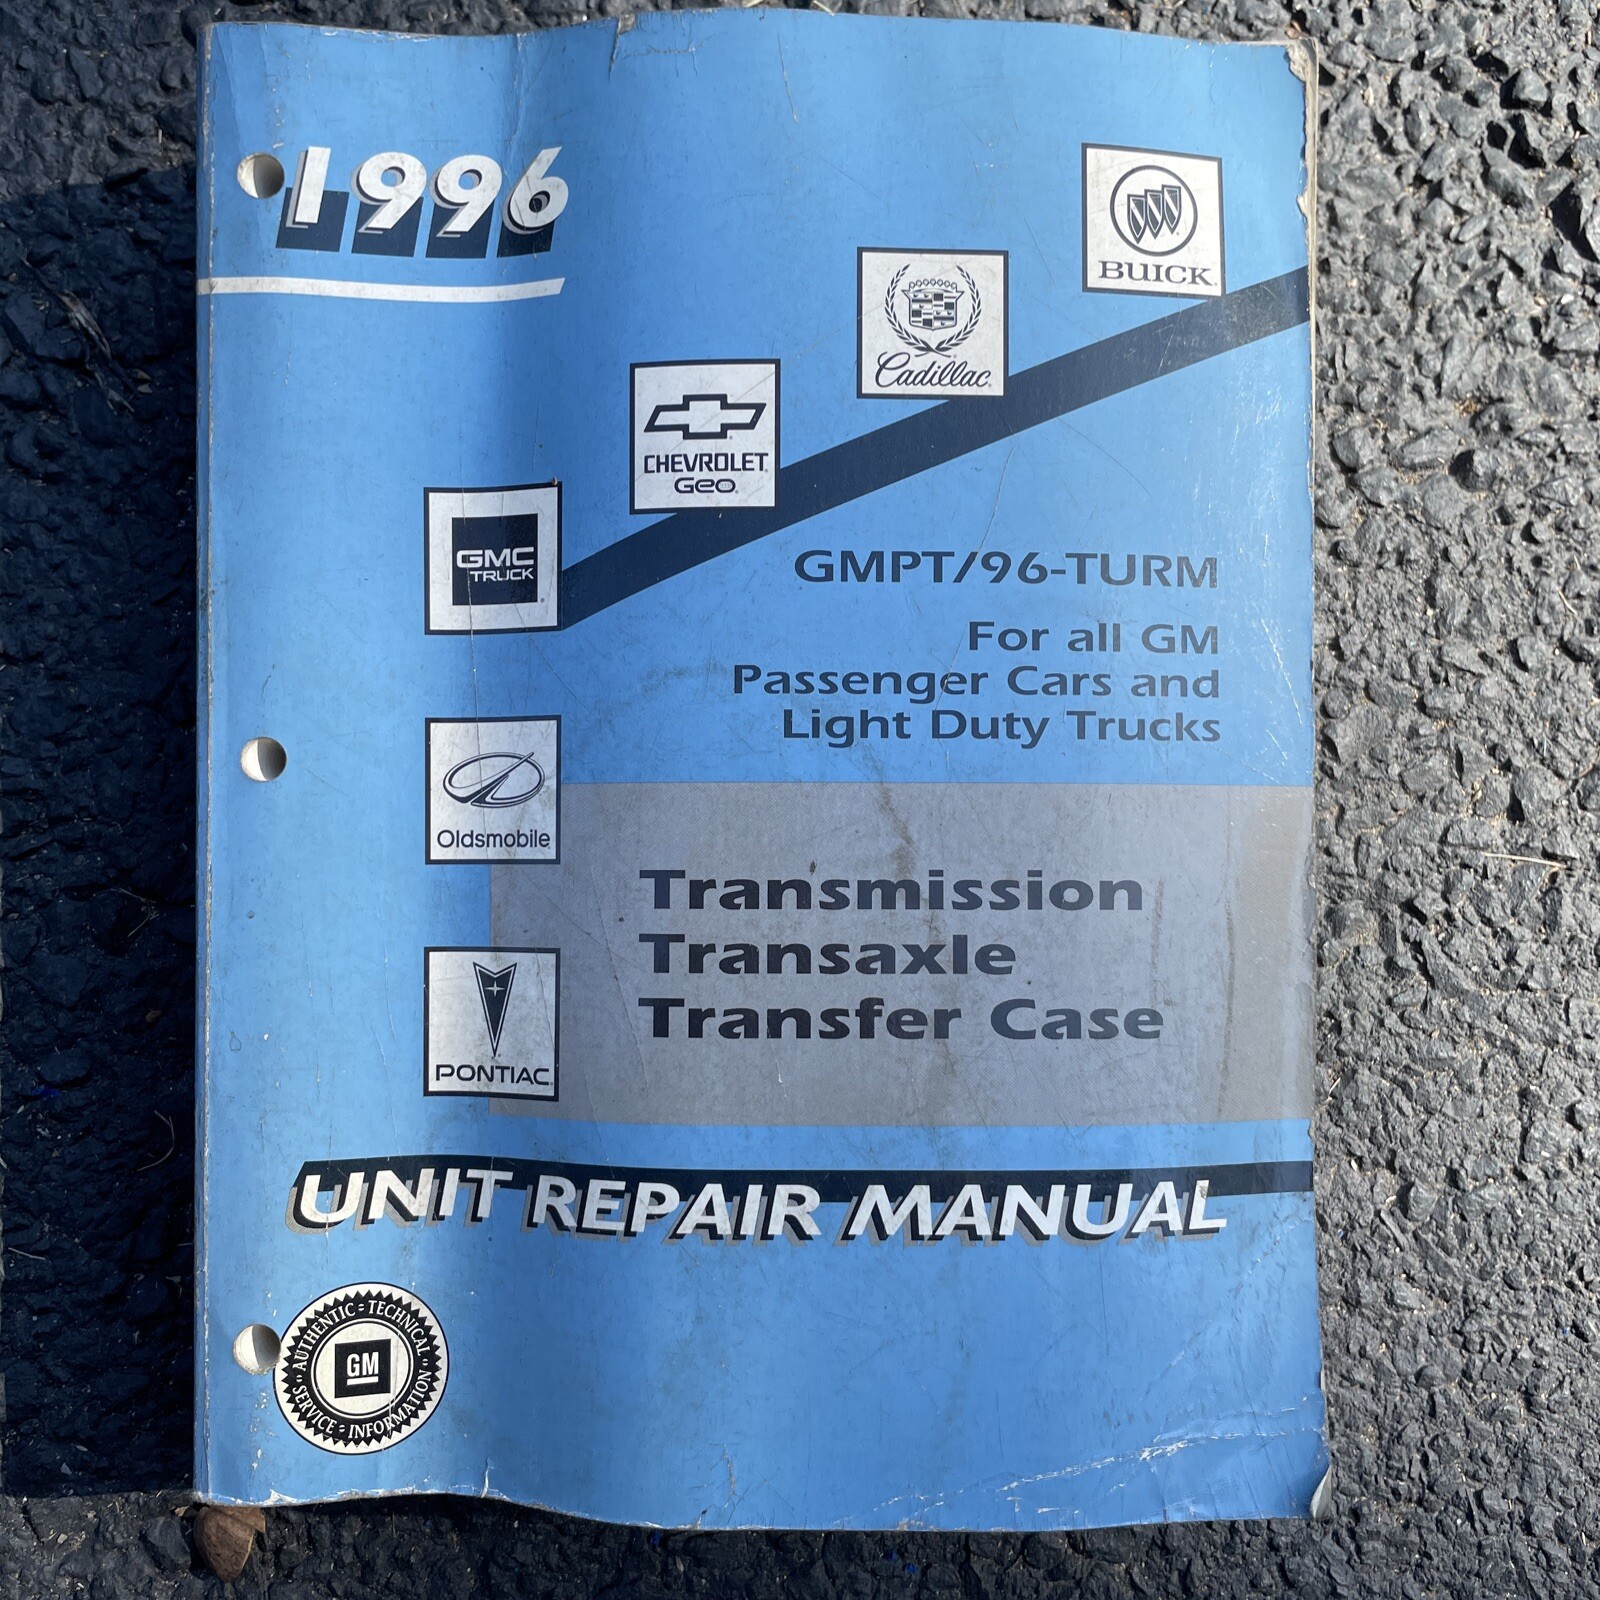 1996
BUICK
Cadillac
CHEVROLET
Geo
GMC
TRUCK
GMPT/96-TURM
For all GM
Passenger Cars and
Light Duty Trucks
Oldsmobile
Transmission
Transaxle
Transfer Case
PONTIAC
UNIT REPAIR MANUAL
AUTHENTIC TECHNICAL
SERVICE INFORMATION
GM